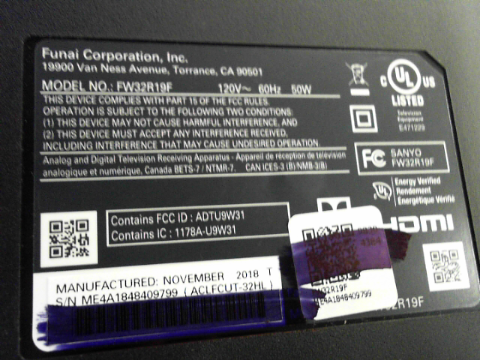 Funai Corporation, Inc.
19900 Van Ness Avenue, Torrance, CA 90501
MODEL NO.: FW32R19F 120V~ 60Hz 50W
THIS DEVICE COMPLIES WITH PART 15 OF THE FCC RULES.
OPERATION IS SUBJECT TO THE FOLLOWING TWO CONDITIONS:
(1) THIS DEVICE MAY NOT CAUSE HARMFUL INTERFERENCE, AND
(2) THIS DEVICE MUST ACCEPT ANY INTERFERENCE RECEIVED,
INCLUDING INTERFERENCE THAT MAY CAUSE UNDESIRED OPERATION.
Analog and Digital Television Receiving Apparatus - Appareil de réception de télévision
analogique et numérique, Canada BETS-7 / NTMR-7. CAN ICES-3 (B)/NMB-3(B)
C UL US
LISTED
Television
Equipment
E471229
FC SANYO
FW32R19F
UL Energy Verified
Rendement
Énergétique Vérifié
Contains FCC ID : ADTU9W31
Contains IC : 1178A-U9W31
HDMI
MANUFACTURED: NOVEMBER 2018 T
S/N ME4A1848409799 ( ACLFCUT-32HL)
FW32R19F
ME4A1848409799
FW32R19F